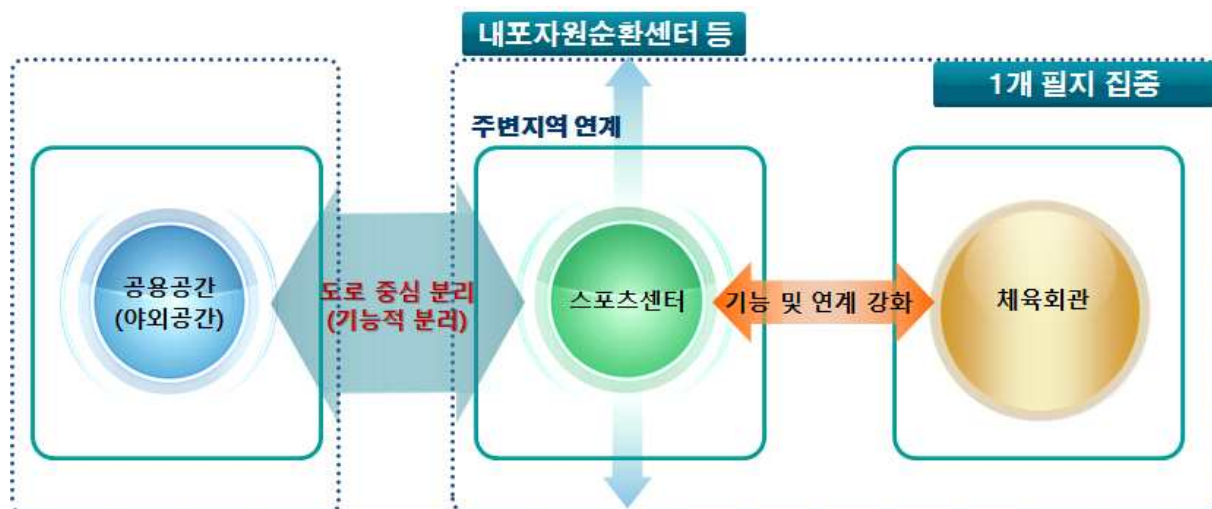 내포자원순환센터 등
1개 필지 집중
주변지역 연계
공용공간
(야외공간)
도로 중심 분리
(기능적 분리)
스포츠센터
기능 및 연계 강화
체육회관